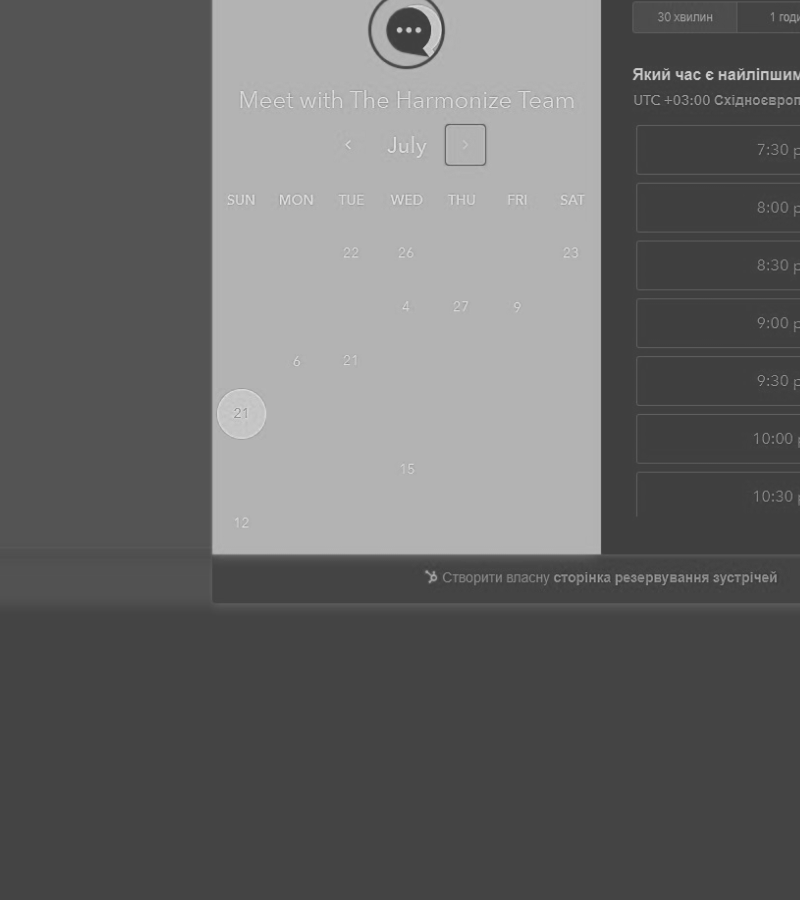 Meet with The Harmonize Team
July
SUN MON TUE WED THU FRI SAT
22 26 23
4 27 9
6 21
21
15
12
30 хвилин
1 годи
Який час є найліпшим
UTC +03:00 Східноєвроп
7:30 p
8:00 p
8:30 p
9:00 p
9:30 p
10:00 p
10:30 p
Створити власну сторінка резервування зустрічей